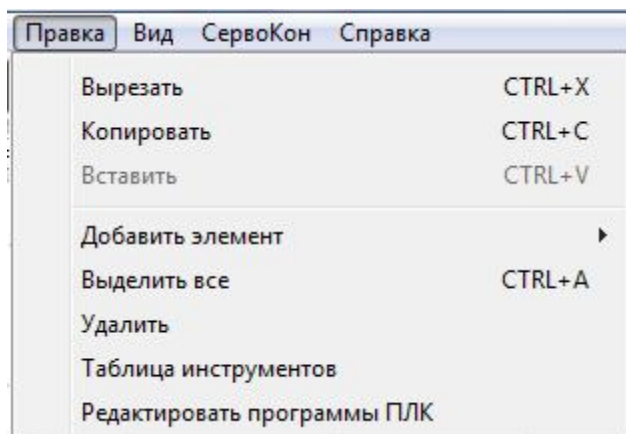 Правка Вид СервоКон Справка
Вырезать CTRL+X
Копировать CTRL+C
Вставить CTRL+V
Добавить элемент
Выделить все CTRL+A
Удалить
Таблица инструментов
Редактировать программы ПЛК